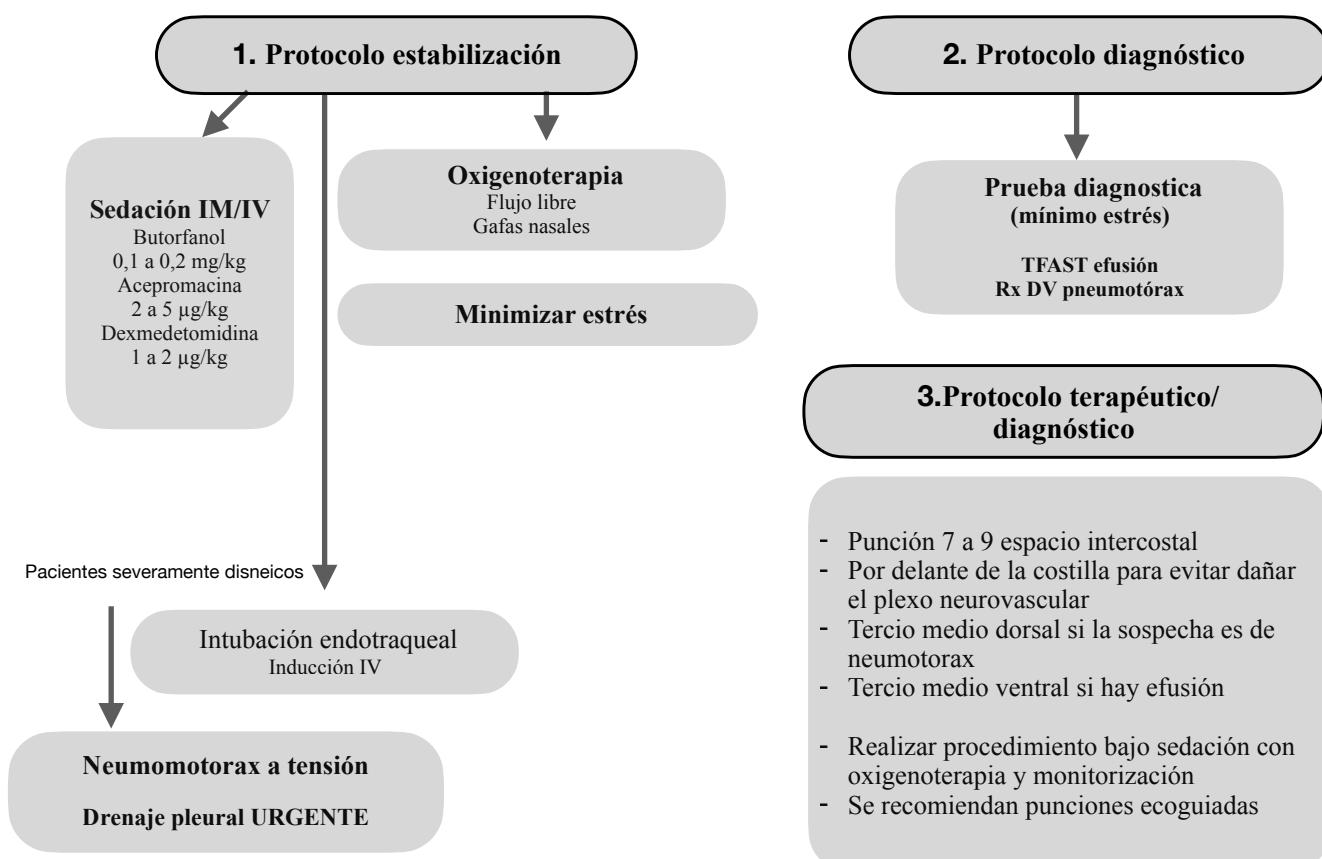 1. Protocolo estabilización
Sedación IM/IV
Butorfanol
0,1 a 0,2 mg/kg
Acepromacina
2 a 5 µg/kg
Dexmedetomidina
1 a 2 µg/kg
Oxigenoterapia
Flujo libre
Gafas nasales
Minimizar estrés
Pacientes severamente disneicos
Intubación endotraqueal
Inducción IV
Neumomotorax a tensión
Drenaje pleural URGENTE
2. Protocolo diagnóstico
Prueba diagnostica
(mínimo estrés)
TFAST efusión
Rx DV pneumotórax
3.Protocolo terapéutico/
diagnóstico
- Punción 7 a 9 espacio intercostal
- Por delante de la costilla para evitar dañar
el plexo neurovascular
- Tercio medio dorsal si la sospecha es de
neumotorax
- Tercio medio ventral si hay efusión
- Realizar procedimiento bajo sedación con
oxigenoterapia y monitorización
- Se recomiendan punciones ecoguiadas